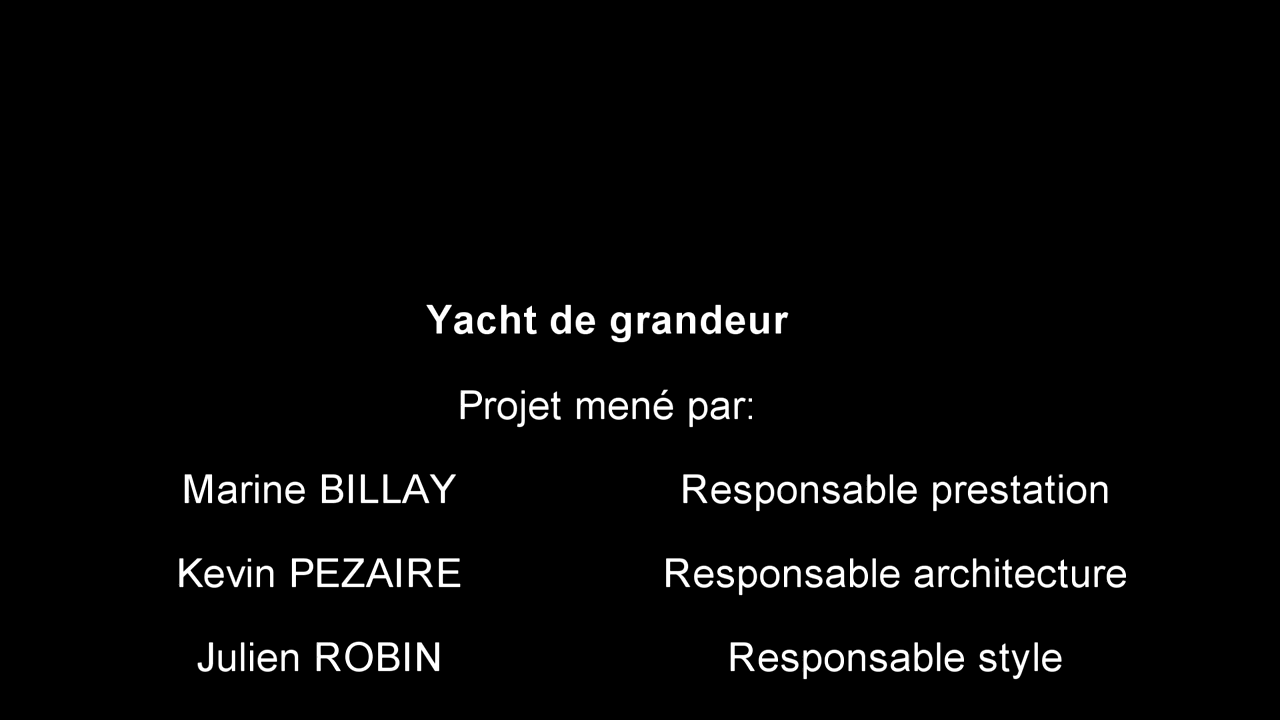 Yacht de grandeur
Projet mené par:
Marine BILLAY Responsable prestation
Kevin PEZAIRE Responsable architecture
Julien ROBIN Responsable style